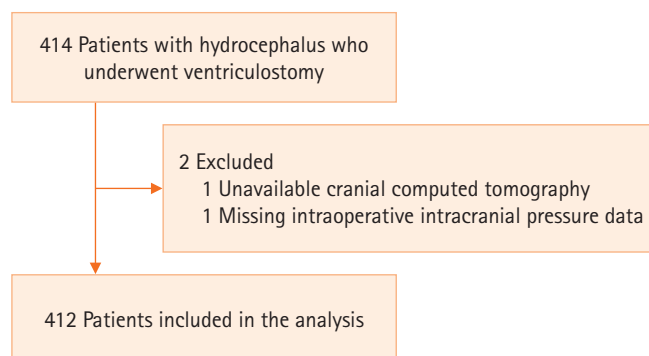 414 Patients with hydrocephalus who
underwent ventriculostomy
2 Excluded
1 Unavailable cranial computed tomography
1 Missing intraoperative intracranial pressure data
412 Patients included in the analysis